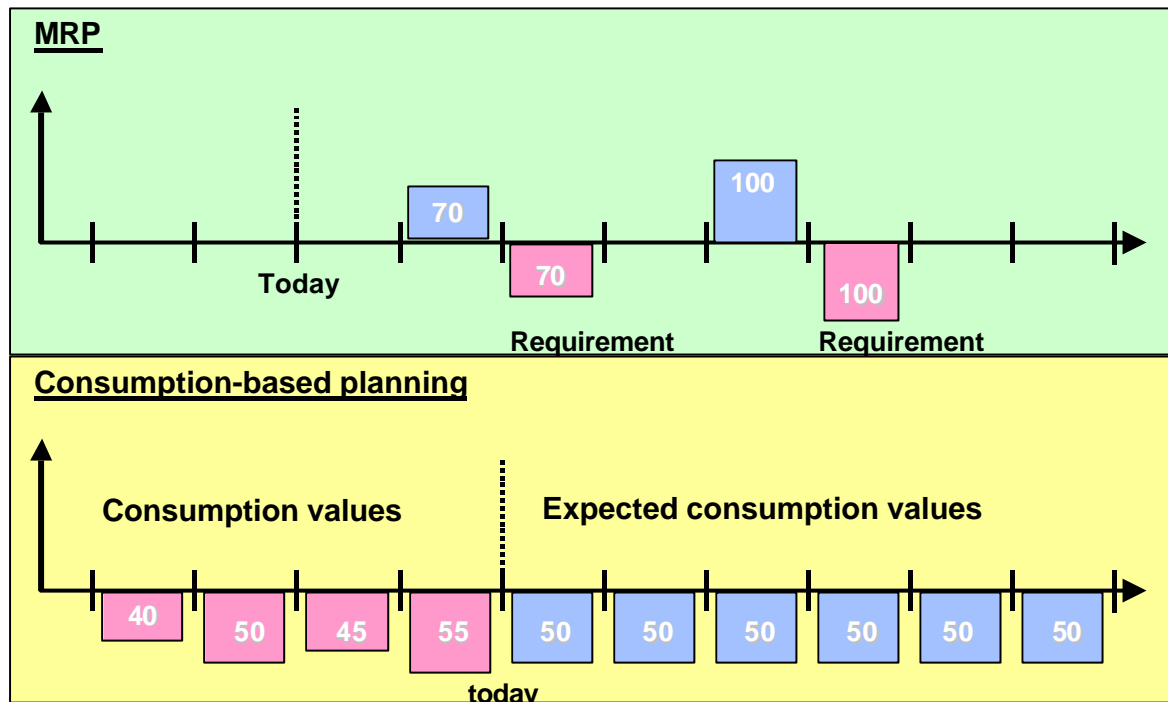 MRP
100
70
Today
70
100
Requirement Requirement
Consumption-based planning
Consumption values Expected consumption values
40 50 45 55 50 50 50 50 50 50
today